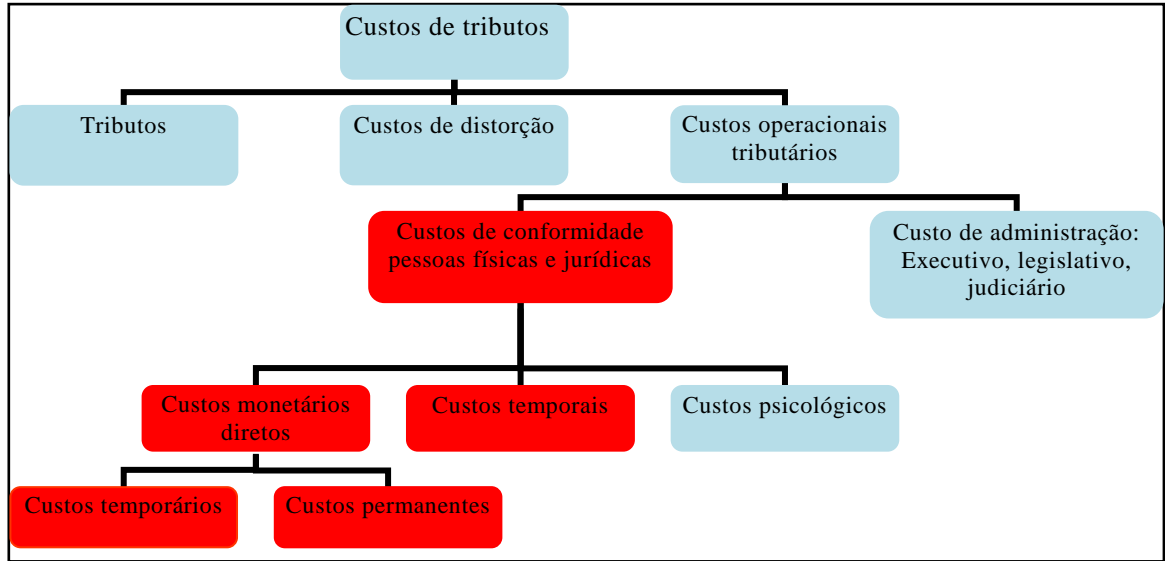 Custos de tributos
Tributos
Custos de distorção
Custos operacionais
tributários
Custos de conformidade
pessoas físicas e jurídicas
Custo de administração:
Executivo, legislativo,
judiciário
Custos monetários
diretos
Custos temporais
Custos psicológicos
Custos temporários
Custos permanentes